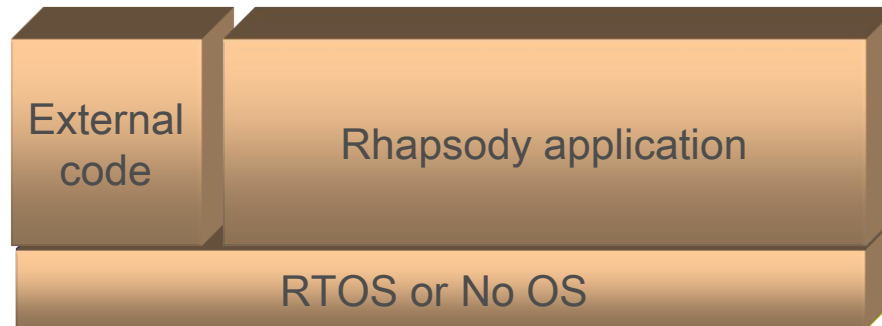 External
code
Rhapsody application
RTOS or No OS